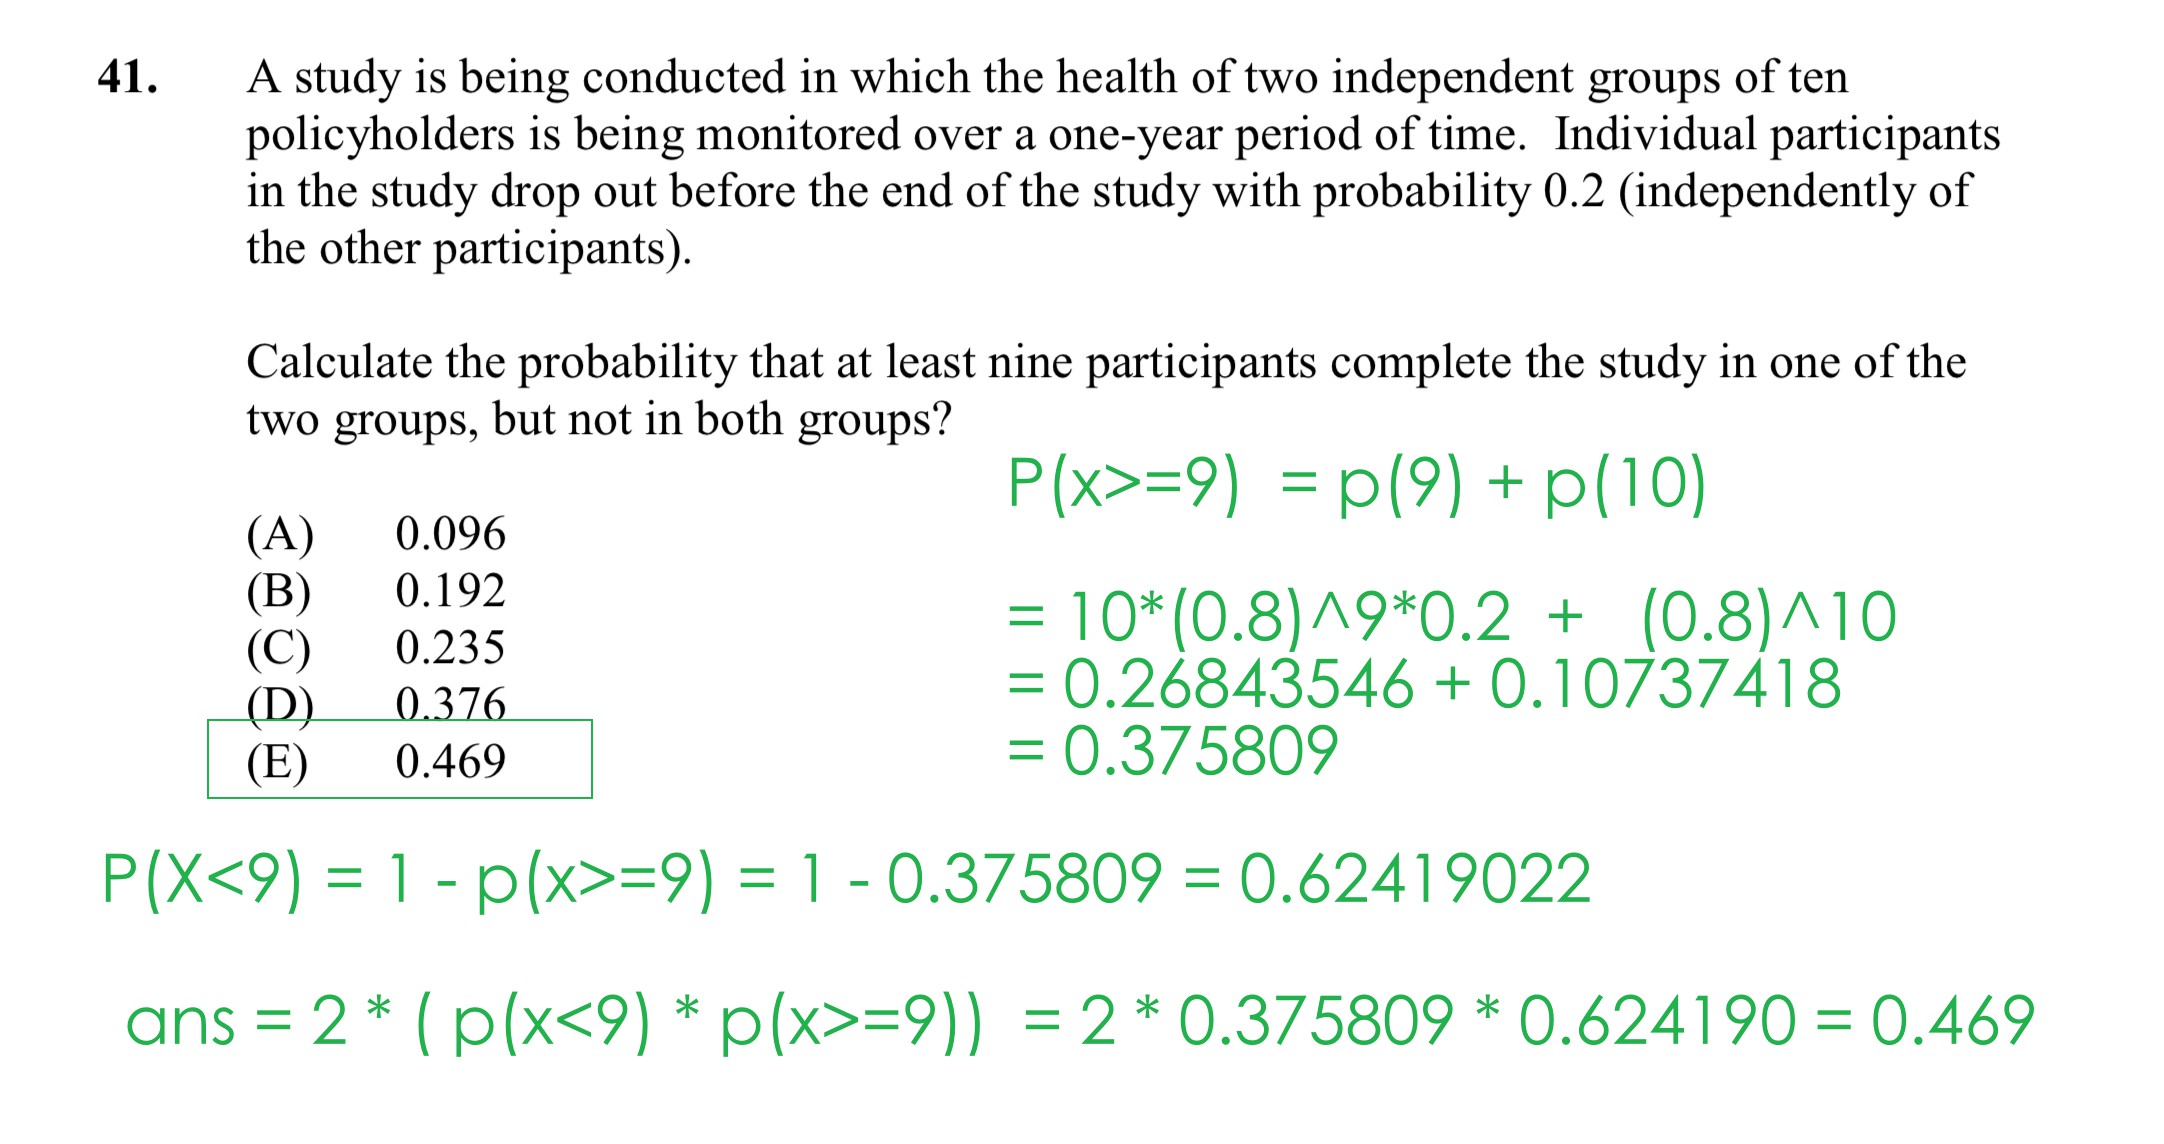 41. A study is being conducted in which the health of two independent groups of ten
policyholders is being monitored over a one-year period of time. Individual participants
in the study drop out before the end of the study with probability 0.2 (independently of
the other participants).
Calculate the probability that at least nine participants complete the study in one of the
two groups, but not in both groups?
(A) 0.096
(B) 0.192
(C) 0.235
(D) 0.376
(E) 0.469
P(x>=9) = p(9) + p(10)
= 10*(0.8)^9*0.2 + (0.8)^10
= 0.26843546 + 0.10737418
= 0.375809
P(X<9) = 1 - p(x>=9) = 1 - 0.375809 = 0.62419022
ans = 2 * ( p(x<9) * p(x>=9)) = 2 * 0.375809 * 0.624190 = 0.469